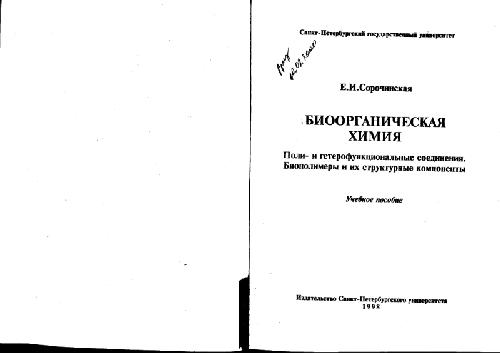 Санкт-Петербургский государственный университет
Е.И.Сорочинская
БИООРГАНИЧЕСКАЯ
ХИМИЯ
Поли- и гетерофункциональные соединения.
Биополимеры и их структурные компоненты
Учебное пособие
Издательство Санкт-Петербургского университета
1998